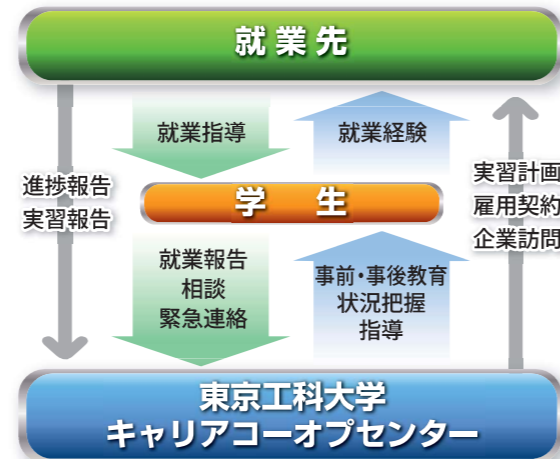 就業先
就業指導
就業経験
進捗報告
実習報告
学　生
実習計画
雇用契約
企業訪問
就業報告
相談
緊急連絡
事前・事後教育
状況把握
指導
東京工科大学
キャリアコーオプセンター